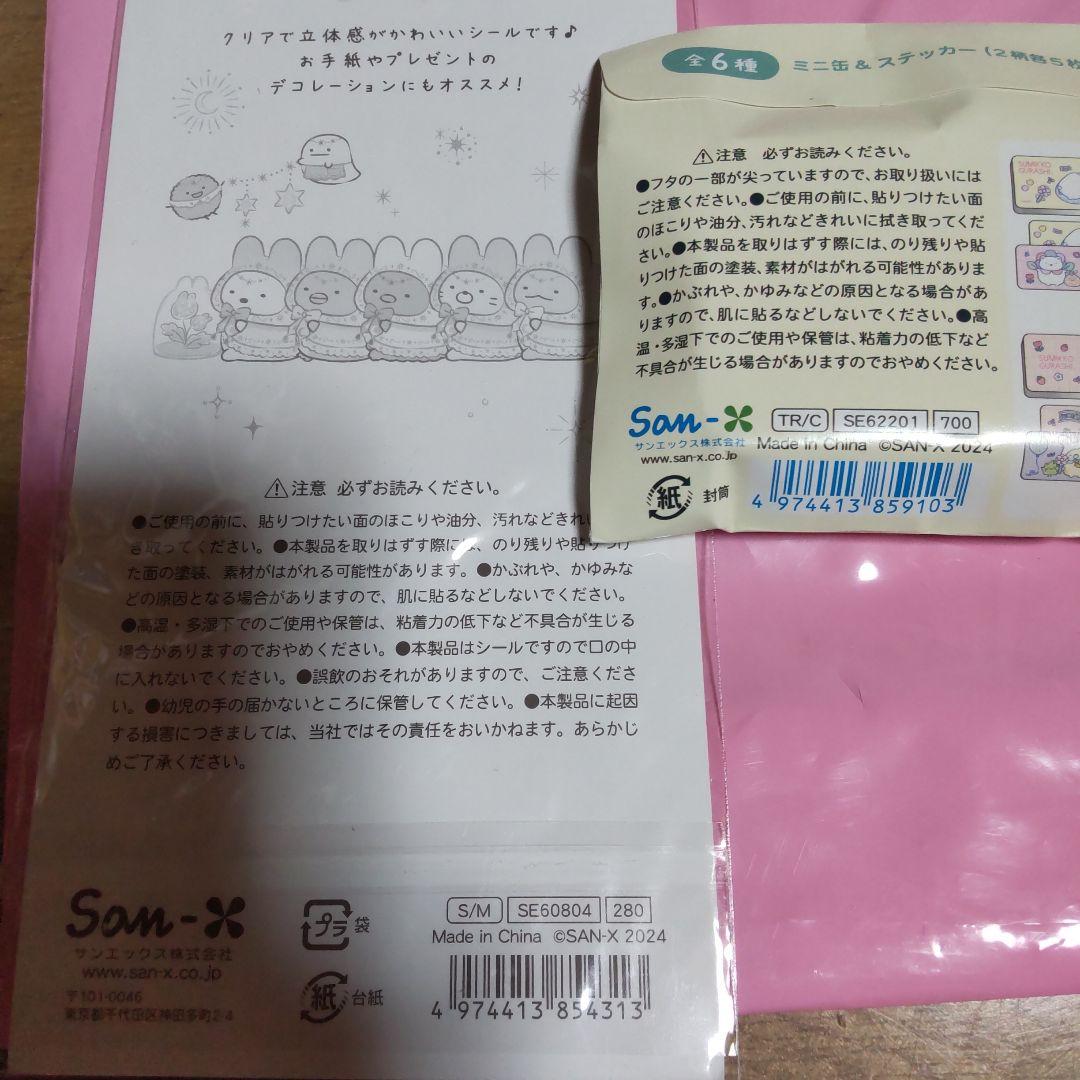 クリアで立体感がかわいいシールです♪
お手紙やプレゼントの
デコレーションにもオススメ!
⚠注意 必ずお読みください。
●ご使用の前に、貼りつけたい面のほこりや油分、汚れなどきれい
き取ってください。●本製品を取りはずす際には、のり残りや貼りつけ
た面の塗装、素材がはがれる可能性があります。●かぶれや、かゆみな
どの原因となる場合がありますので、肌に貼るなどしないでください。
●高温・多湿下でのご使用や保管は、粘着力の低下など不具合が生じる
場合がありますのでおやめください。●本製品はシールですので口の中
に入れないでください。●誤飲のおそれがありますので、ご注意くださ
い。●幼児の手の届かないところに保管してください。●本製品に起因
する損害につきましては、当社ではその責任をおいかねます。あらかじ
めご了承ください。
San-X
サンエックス株式会社
www.san-x.co.jp
〒101-0046
東京都千代田区神田多町2-4
プラ 袋
紙 台紙
S/M SE60804 280
Made in China ©SAN-X 2024
4 974413 854313
全6種 ミニ缶&ステッカー(2柄各5枚
⚠注意 必ずお読みください。
●フタの一部が尖っていますので、お取り扱いには
ご注意ください。●ご使用の前に、貼りつけたい面
のほこりや油分、汚れなどきれいに拭き取ってくだ
さい。●本製品を取りはずす際には、のり残りや貼
りつけた面の塗装、素材がはがれる可能性がありま
す。●かぶれや、かゆみなどの原因となる場合があ
りますので、肌に貼るなどしないでください。●高
温・多湿下でのご使用や保管は、粘着力の低下など
不具合が生じる場合がありますのでおやめください。
San-X
サンエックス株式会社
www.san-x.co.jp
TR/C SE62201 700
Made in China ©SAN-X 2024
紙 封筒
4 974413 859103
SUMIKKO
GURASHI
SUMIKKO
GURASHI